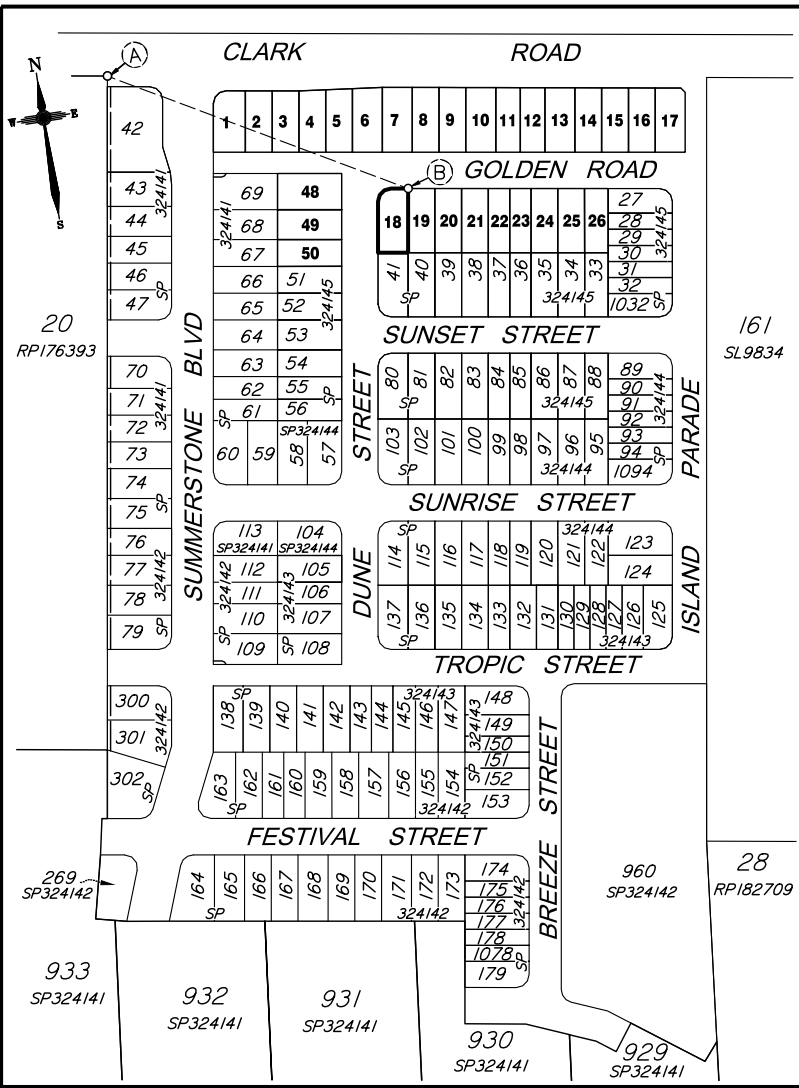 CLARK ROAD
A
N
W E
S
42
43
44
45
46
47
324141
SP
1 2 3 4 5 6 7 8 9 10 11 12 13 14 15 16 17
B
GOLDEN ROAD
69 48
68 49
67 50
66 51
65 52
64 53
63 54
62 55
61 56
60 59 58 57
324141
SP
324145
SP
SP324144
18 19 20 21 22 23 24 25 26
41 40 39 38 37 36 35 34 33
SP 324145
27
28
29
30
31
32
1032
324145
SP
20
RP176393
161
SL9834
SUNSET STREET
SUMMERSTONE BLVD
DUNE STREET
ISLAND PARADE
70
71
72
73
74
75
76
77
78
79
324141
SP
324142
SP
80 81 82 83 84 85 86 87 88
SP 324145
103 102 101 100 99 98 97 96 95
SP 324144
89
90
91
92
93
94
1094
324144
SP
SUNRISE STREET
113 104
SP324141 SP324144
112 105
111 106
110 107
109 108
324142
SP
324143
SP
SP 324144
114 115 116 117 118 119 120 121 122
123
124
137 136 135 134 133 132 131 130 129 128 127 126 125
SP 324143
TROPIC STREET
300
301
302
324142
SP
SP 324143
138 139 140 141 142 143 144 145 146 147
163 162 161 160 159 158 157 156 155 154
SP 324142
148
149
150
151
152
153
324143
SP
BREEZE STREET
FESTIVAL STREET
269
SP324142
164 165 166 167 168 169 170 171 172 173
SP 324142
174
175
176
177
178
1078
179
324142
SP
960
SP324142
28
RP182709
933
SP324141
932
SP324141
931
SP324141
930
SP324141
929
SP324141